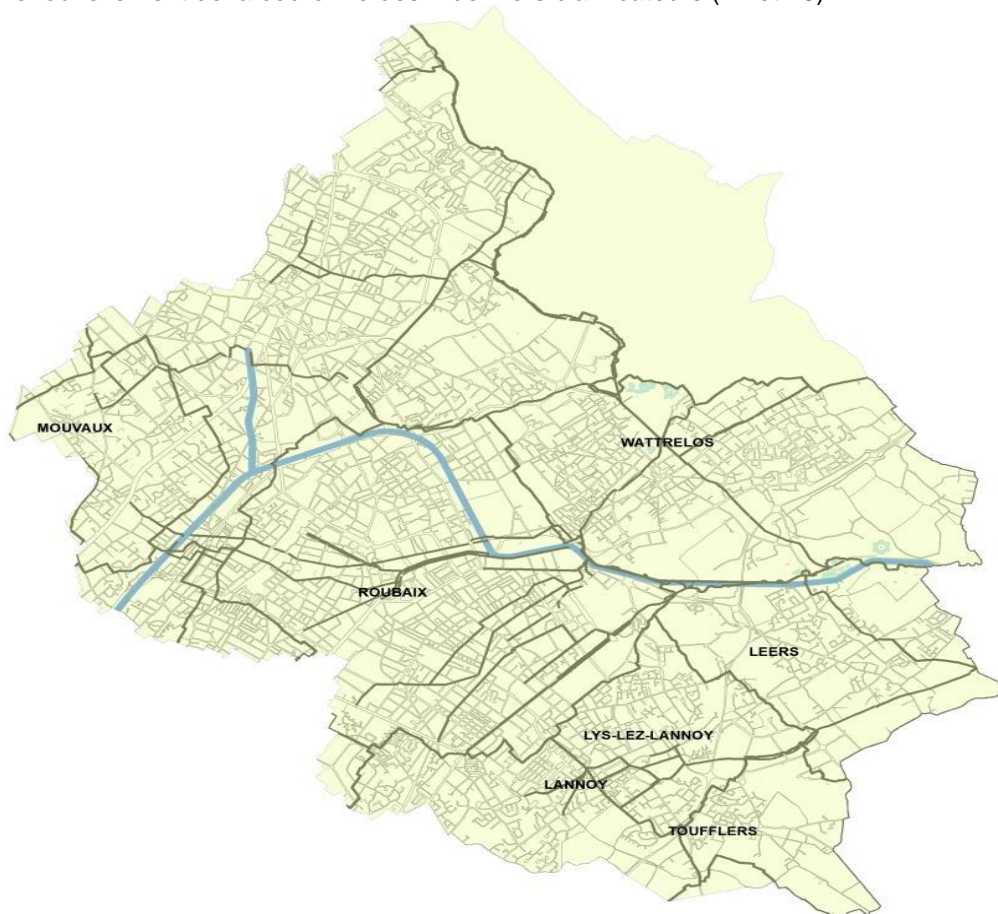 MOUVAUX
WATTRELOS
ROUBAIX
LEERS
LYS-LEZ-LANNOY
LANNOY
TOUFFLERS